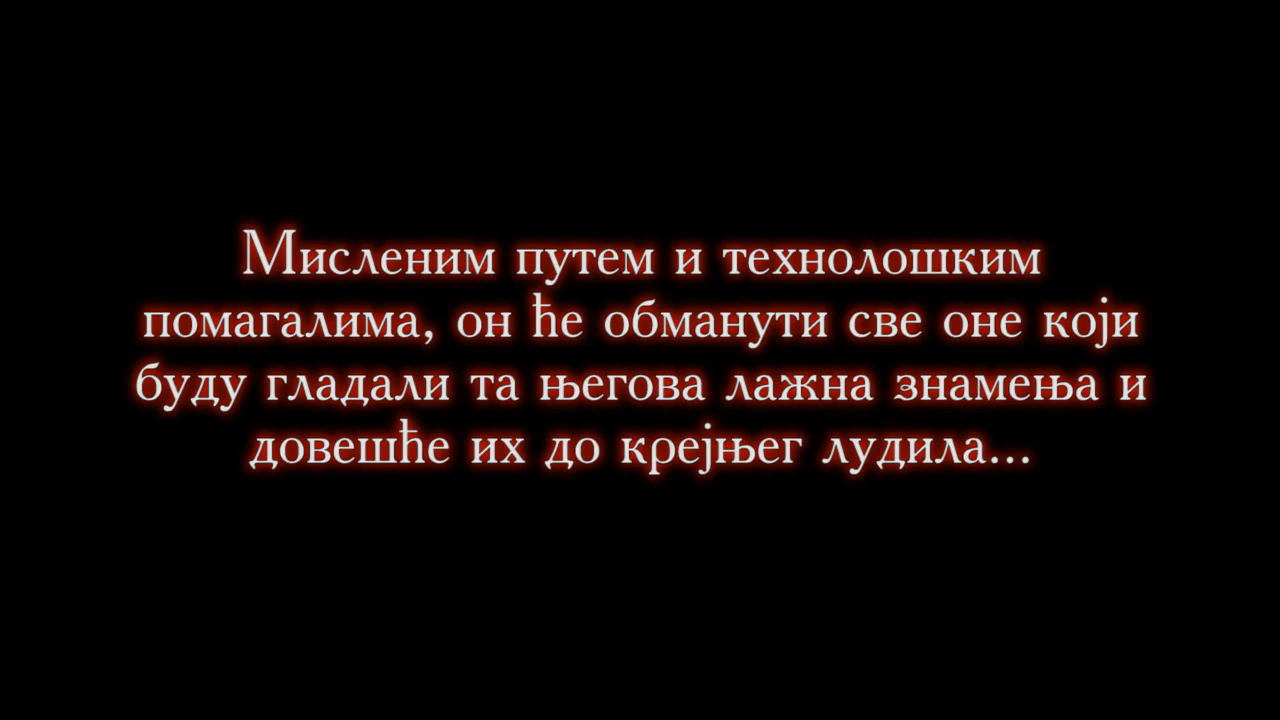 Мисленим путем и технолошким
помагалима, он ће обманути све оне који
буду гладали та његова лажна знамења и
довешће их до крејњег лудила...